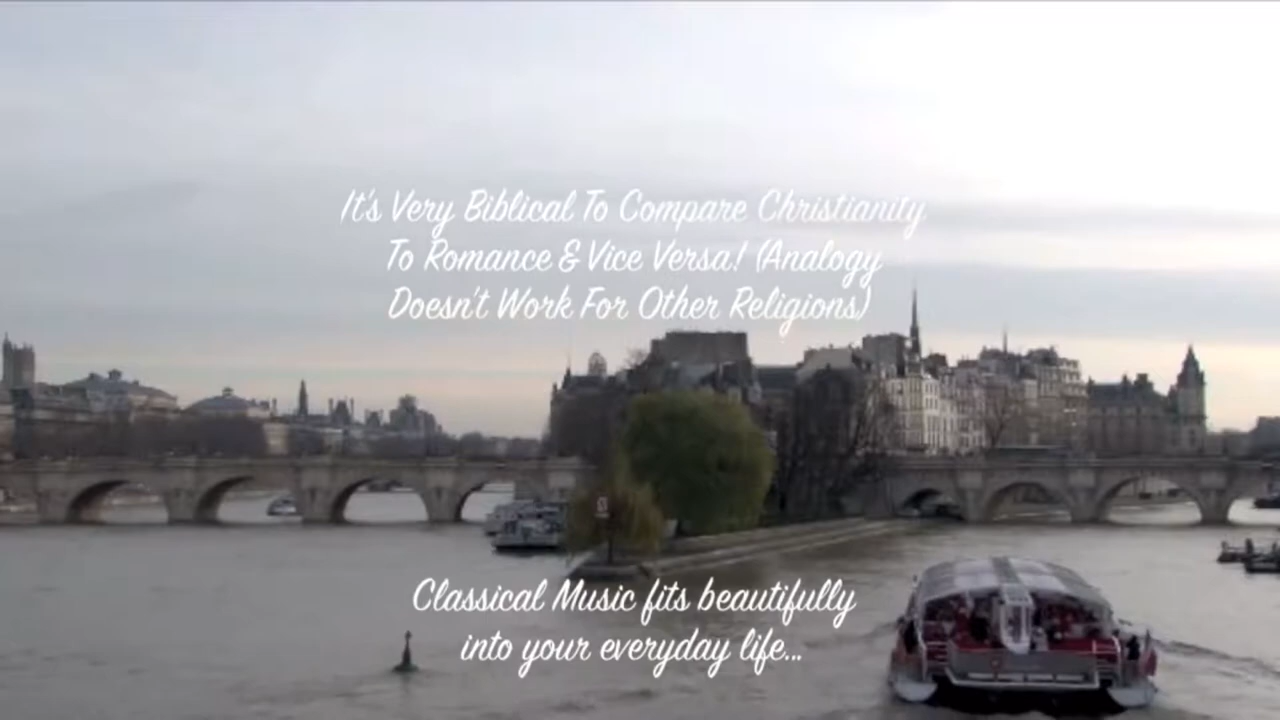 It's Very Biblical To Compare Christianity
To Romance & Vice Versa! (Analogy
Doesn't Work For Other Religions)
Classical Music fits beautifully
into your everyday life...